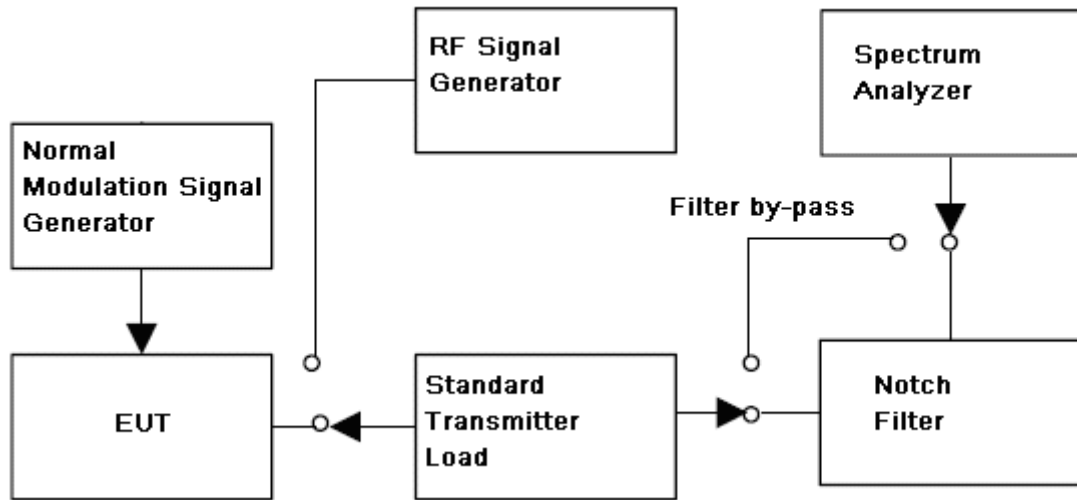 RF Signal
Generator
Spectrum
Analyzer
Normal
Modulation Signal
Generator
Filter by-pass
EUT
Standard
Transmitter
Load
Notch
Filter